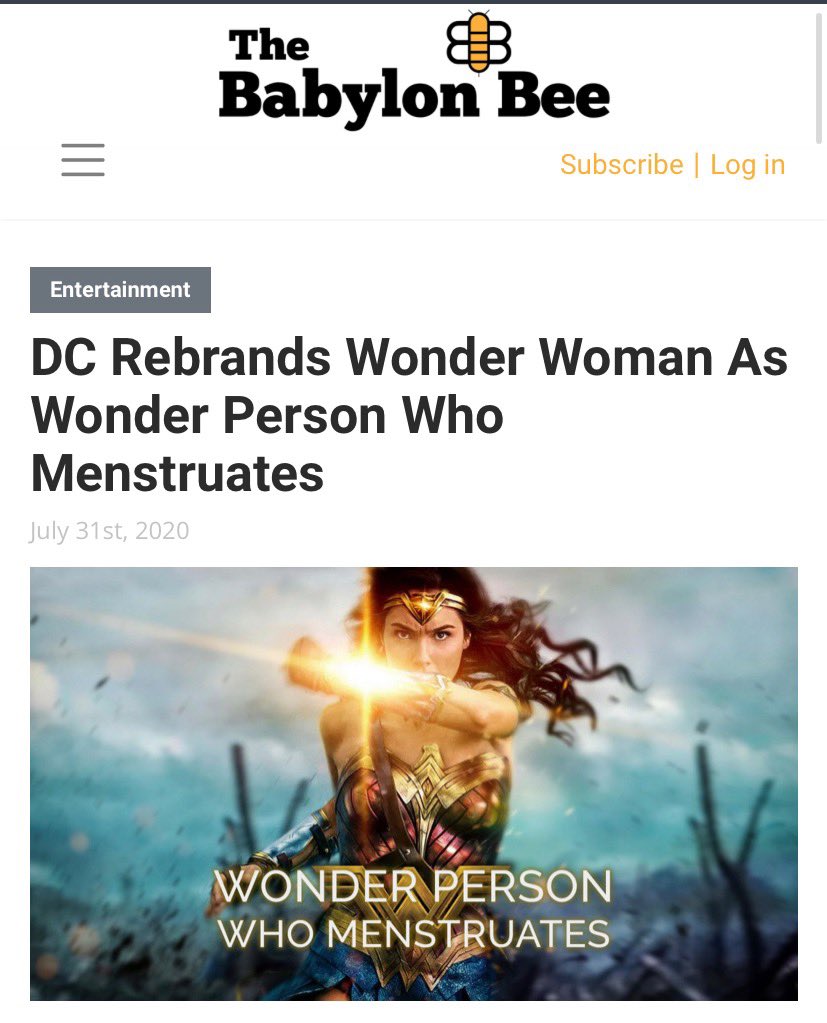 The
Babylon Bee
Subscribe | Log in
Entertainment
DC Rebrands Wonder Woman As
Wonder Person Who
Menstruates
July 31st, 2020
WONDER PERSON
WHO MENSTRUATES